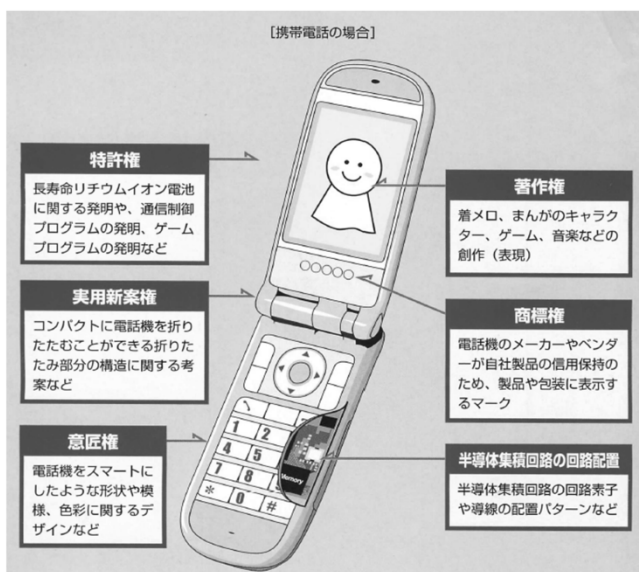 [携帯電話の場合]
特許権
長寿命リチウムイオン電池
に関する発明や、通信制御
プログラムの発明、ゲーム
プログラムの発明など
実用新案権
コンパクトに電話機を折り
たたむことができる折りた
たみ部分の構造に関する考
案など
意匠権
電話機をスマートに
したような形状や模
様、色彩に関するデ
ザインなど
著作権
着メロ、まんがのキャラク
ター、ゲーム、音楽などの
創作（表現）
商標権
電話機のメーカーやベンダ
ーが自社製品の信用保持の
ため、製品や包装に表示す
るマーク
半導体集積回路の回路配置
半導体集積回路の回路素子
や導線の配置パターンなど
1 2
4 5
7 8
* 0 #
Memory